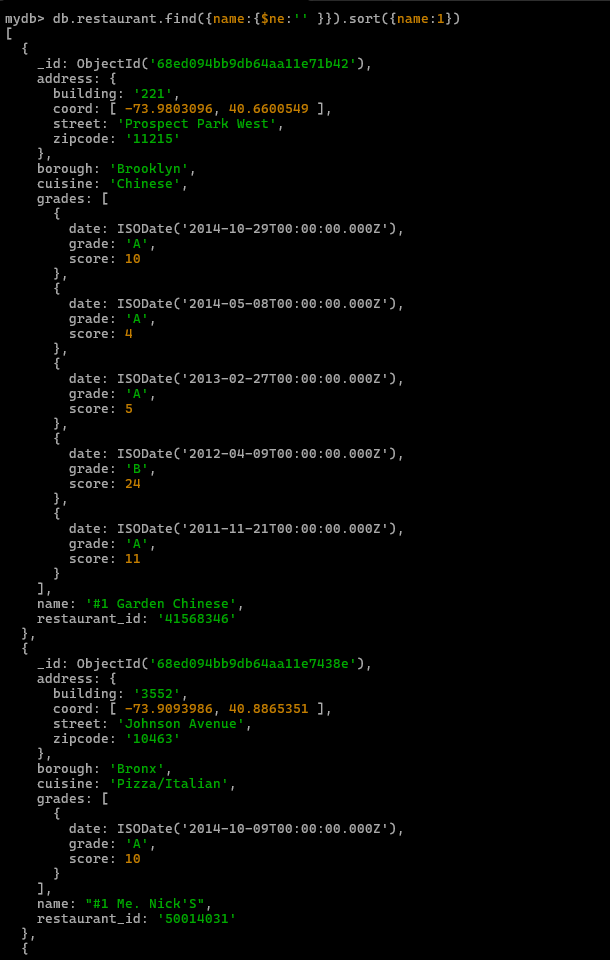 mydb> db.restaurant.find({name:{$ne:'' }}).sort({name:1})
[
  {
    _id: ObjectId('68ed094bb9db64aa11e71b42'),
    address: {
      building: '221',
      coord: [ -73.9803096, 40.6600549 ],
      street: 'Prospect Park West',
      zipcode: '11215'
    },
    borough: 'Brooklyn',
    cuisine: 'Chinese',
    grades: [
      {
        date: ISODate('2014-10-29T00:00:00.000Z'),
        grade: 'A',
        score: 10
      },
      {
        date: ISODate('2014-05-08T00:00:00.000Z'),
        grade: 'A',
        score: 4
      },
      {
        date: ISODate('2013-02-27T00:00:00.000Z'),
        grade: 'A',
        score: 5
      },
      {
        date: ISODate('2012-04-09T00:00:00.000Z'),
        grade: 'B',
        score: 24
      },
      {
        date: ISODate('2011-11-21T00:00:00.000Z'),
        grade: 'A',
        score: 11
      }
    ],
    name: '#1 Garden Chinese',
    restaurant_id: '41568346'
  },
  {
    _id: ObjectId('68ed094bb9db64aa11e7438e'),
    address: {
      building: '3552',
      coord: [ -73.9093986, 40.8865351 ],
      street: 'Johnson Avenue',
      zipcode: '10463'
    },
    borough: 'Bronx',
    cuisine: 'Pizza/Italian',
    grades: [
      {
        date: ISODate('2014-10-09T00:00:00.000Z'),
        grade: 'A',
        score: 10
      }
    ],
    name: "#1 Me. Nick'S",
    restaurant_id: '50014031'
  },
  {